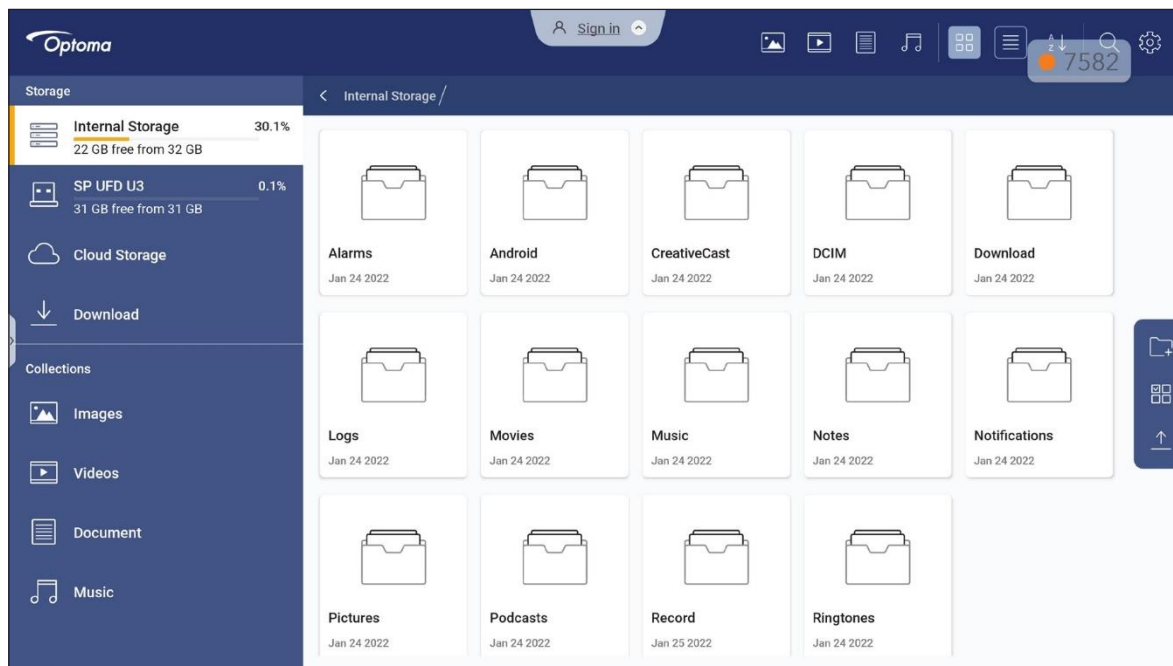 Optoma
Sign in
7582
Storage
Internal Storage 30.1%
22 GB free from 32 GB
SP UFD U3 0.1%
31 GB free from 31 GB
Cloud Storage
Download
Collections
Images
Videos
Document
Music
Internal Storage /
Alarms Android CreativeCast DCIM Download
Jan 24 2022 Jan 24 2022 Jan 24 2022 Jan 24 2022 Jan 24 2022
Logs Movies Music Notes Notifications
Jan 24 2022 Jan 24 2022 Jan 24 2022 Jan 24 2022 Jan 24 2022
Pictures Podcasts Record Ringtones
Jan 24 2022 Jan 24 2022 Jan 25 2022 Jan 24 2022